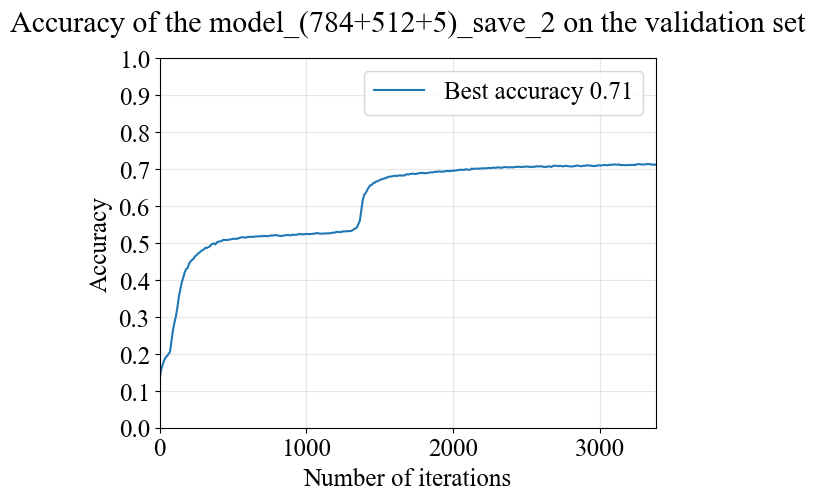 Accuracy of the model_(784+512+5)_save_2 on the validation set
Best accuracy 0.71
Accuracy
1.0
0.9
0.8
0.7
0.6
0.5
0.4
0.3
0.2
0.1
0.0
0 1000 2000 3000
Number of iterations